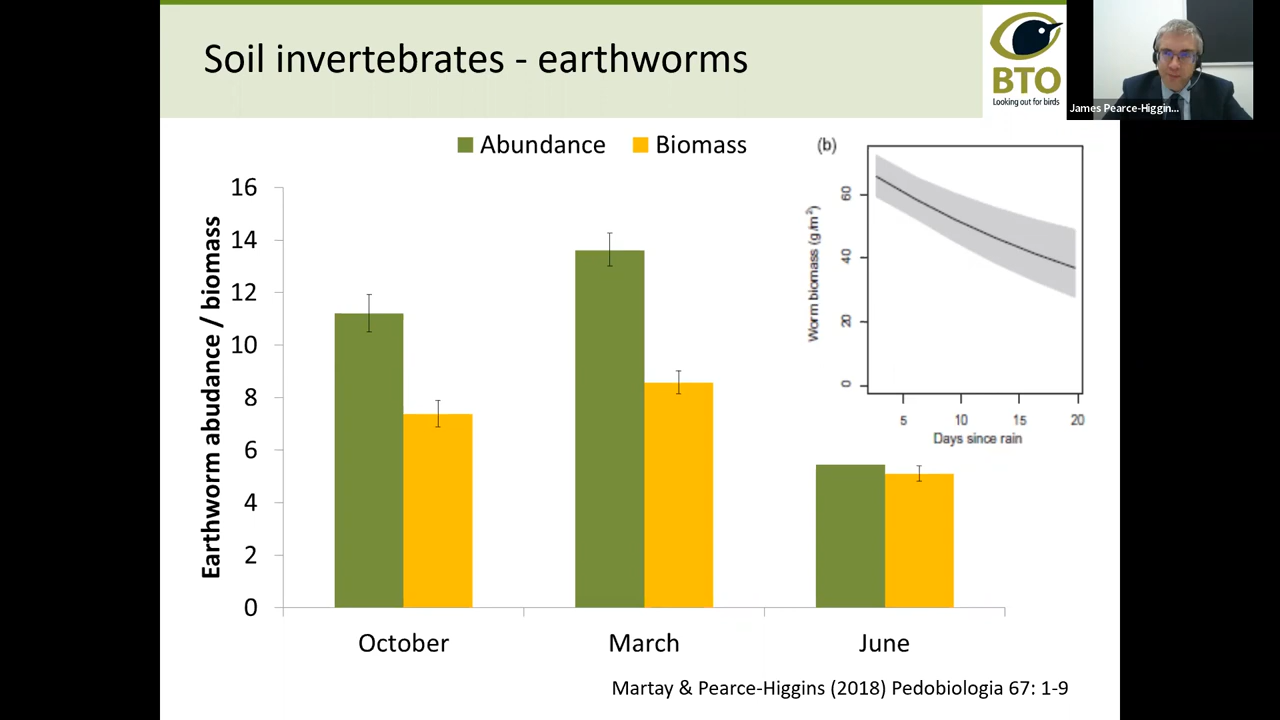 Soil invertebrates - earthworms
BTO
Looking out for birds
James Pearce-Higgin...
Abundance
Biomass
(b)
16
14
12
10
8
6
4
2
0
Earthworm abudance / biomass
October
March
June
60
40
20
0
Worm biomass (g/m²)
5
10
15
20
Days since rain
Martay & Pearce-Higgins (2018) Pedobiologia 67: 1-9